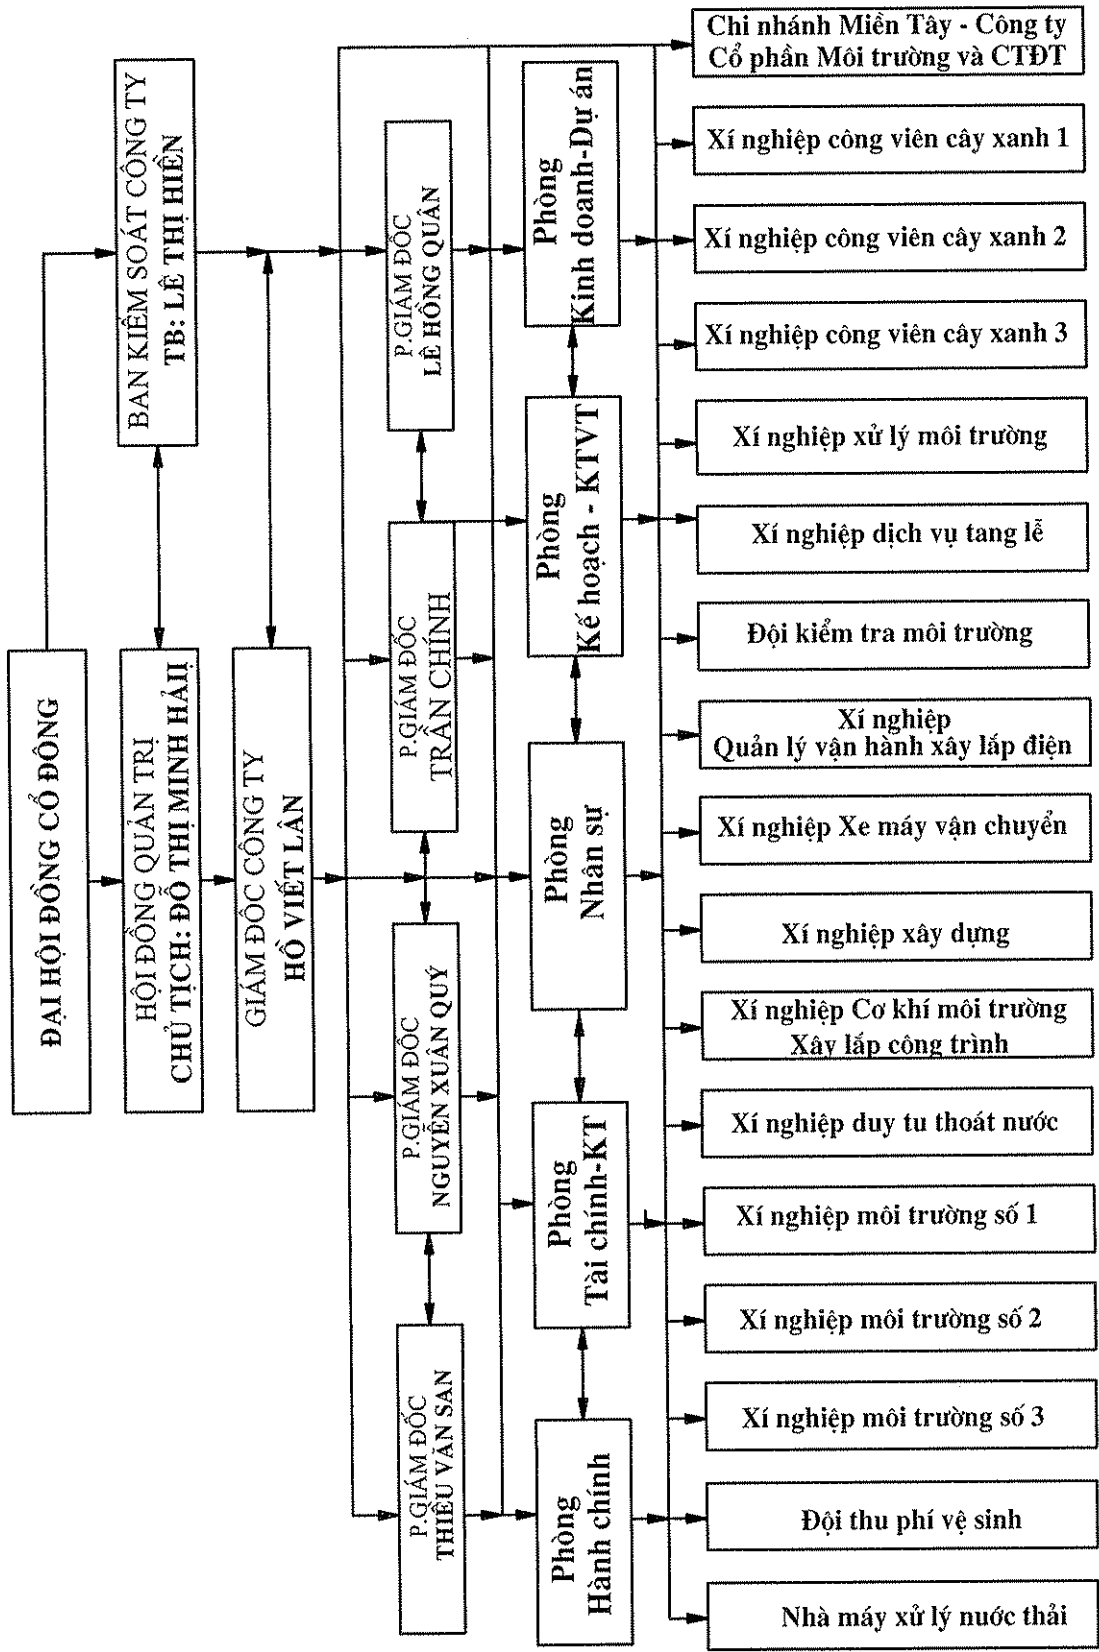 ĐẠI HỘI ĐỒNG CỔ ĐÔNG
BAN KIỂM SOÁT CÔNG TY
TB: LÊ THỊ HIỀN
HỘI ĐỒNG QUẢN TRỊ
CHỦ TỊCH: ĐỖ THỊ MINH HẢI
GIÁM ĐỐC CÔNG TY
HỒ VIẾT LÂN
P.GIÁM ĐỐC
THIỀU VĂN SAN
P.GIÁM ĐỐC
NGUYỄN XUÂN QUÝ
P.GIÁM ĐỐC
TRẦN CHÍNH
P.GIÁM ĐỐC
LÊ HỒNG QUÂN
Phòng
Hành chính
Phòng
Tài chính-KT
Phòng
Nhân sự
Phòng
Kế hoạch - KTVT
Phòng
Kinh doanh-Dự án
Chi nhánh Miền Tây - Công ty
Cổ phần Môi trường và CTĐT
Xí nghiệp công viên cây xanh 1
Xí nghiệp công viên cây xanh 2
Xí nghiệp công viên cây xanh 3
Xí nghiệp xử lý môi trường
Xí nghiệp dịch vụ tang lễ
Đội kiểm tra môi trường
Xí nghiệp
Quản lý vận hành xây lắp điện
Xí nghiệp Xe máy vận chuyển
Xí nghiệp xây dựng
Xí nghiệp Cơ khí môi trường
Xây lắp công trình
Xí nghiệp duy tu thoát nước
Xí nghiệp môi trường số 1
Xí nghiệp môi trường số 2
Xí nghiệp môi trường số 3
Đội thu phí vệ sinh
Nhà máy xử lý nước thải